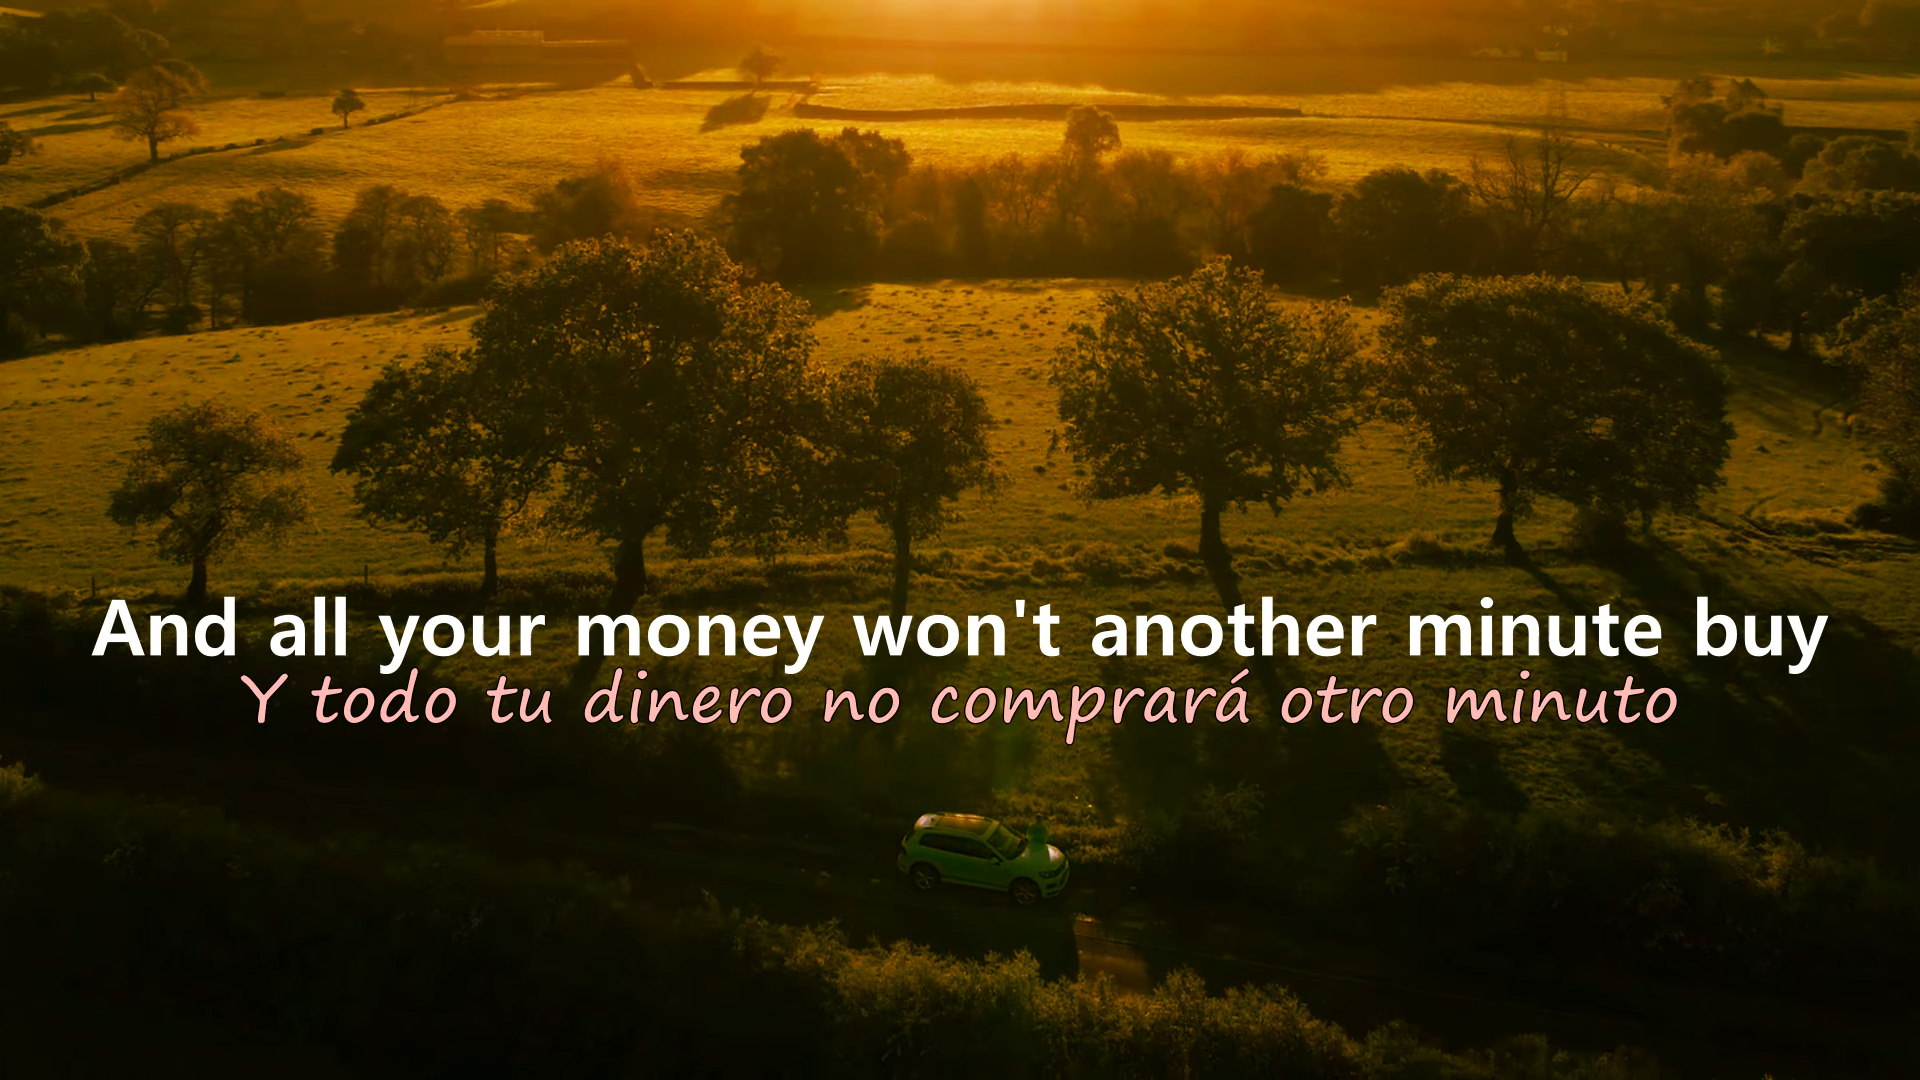 And all your money won't another minute buy
Y todo tu dinero no comprará otro minuto